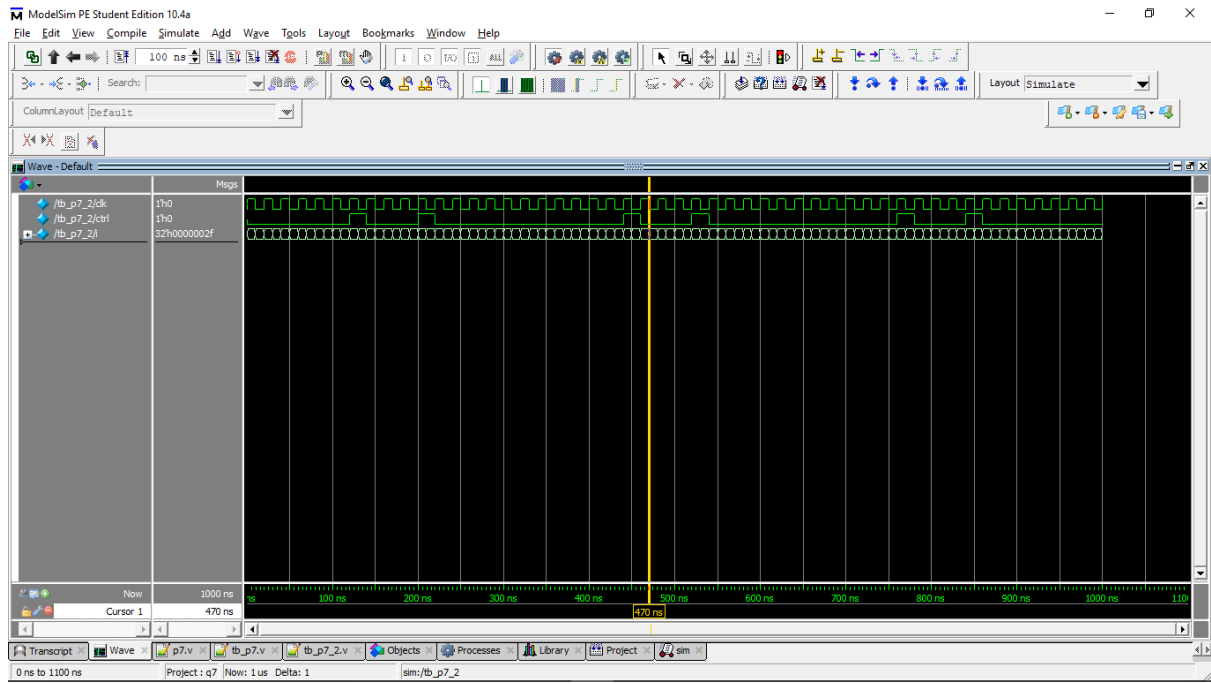 ModelSim PE Student Edition 10.4a
File Edit View Compile Simulate Add Wave Tools Layout Bookmarks Window Help
100 ns
Search:
Layout Simulate
ColumnLayout Default
Wave - Default
Msgs
/tb_p7_2/clk 1'h0
/tb_p7_2/ctrl 1'h0
/tb_p7_2/i 32'h0000002f
Now 1000 ns
ns 100 ns 200 ns 300 ns 400 ns 500 ns 600 ns 700 ns 800 ns 900 ns 1000 ns 110
Cursor 1 470 ns
470 ns
Transcript Wave p7.v tb_p7.v tb_p7_2.v Objects Processes Library Project sim
0 ns to 1100 ns Project : q7 Now: 1 us Delta: 1 sim:/tb_p7_2